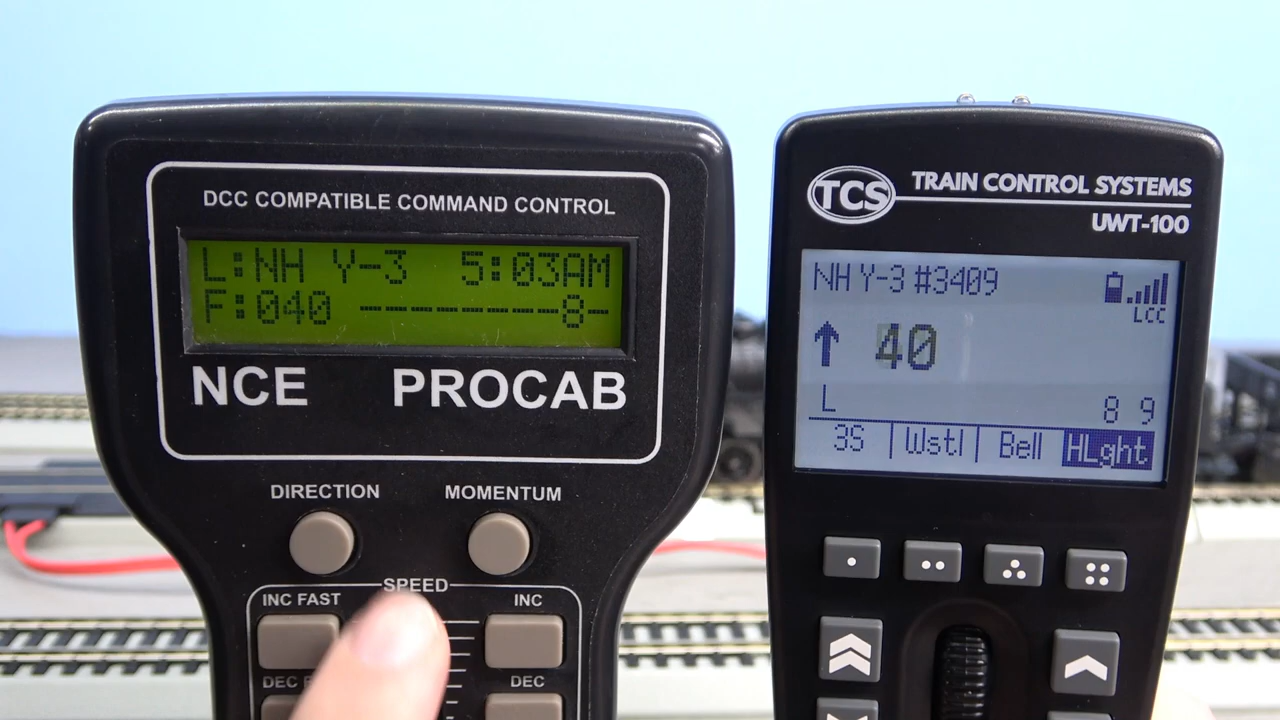 DCC COMPATIBLE COMMAND CONTROL
L:NH Y-3 5:03AM
F:040 -------8-
NCE PROCAB
DIRECTION MOMENTUM
SPEED
INC FAST INC
DEC DEC
TCS TRAIN CONTROL SYSTEMS
UWT-100
NH Y-3 #3409
LCC
40
L 8 9
3S Wstl Bell HLght